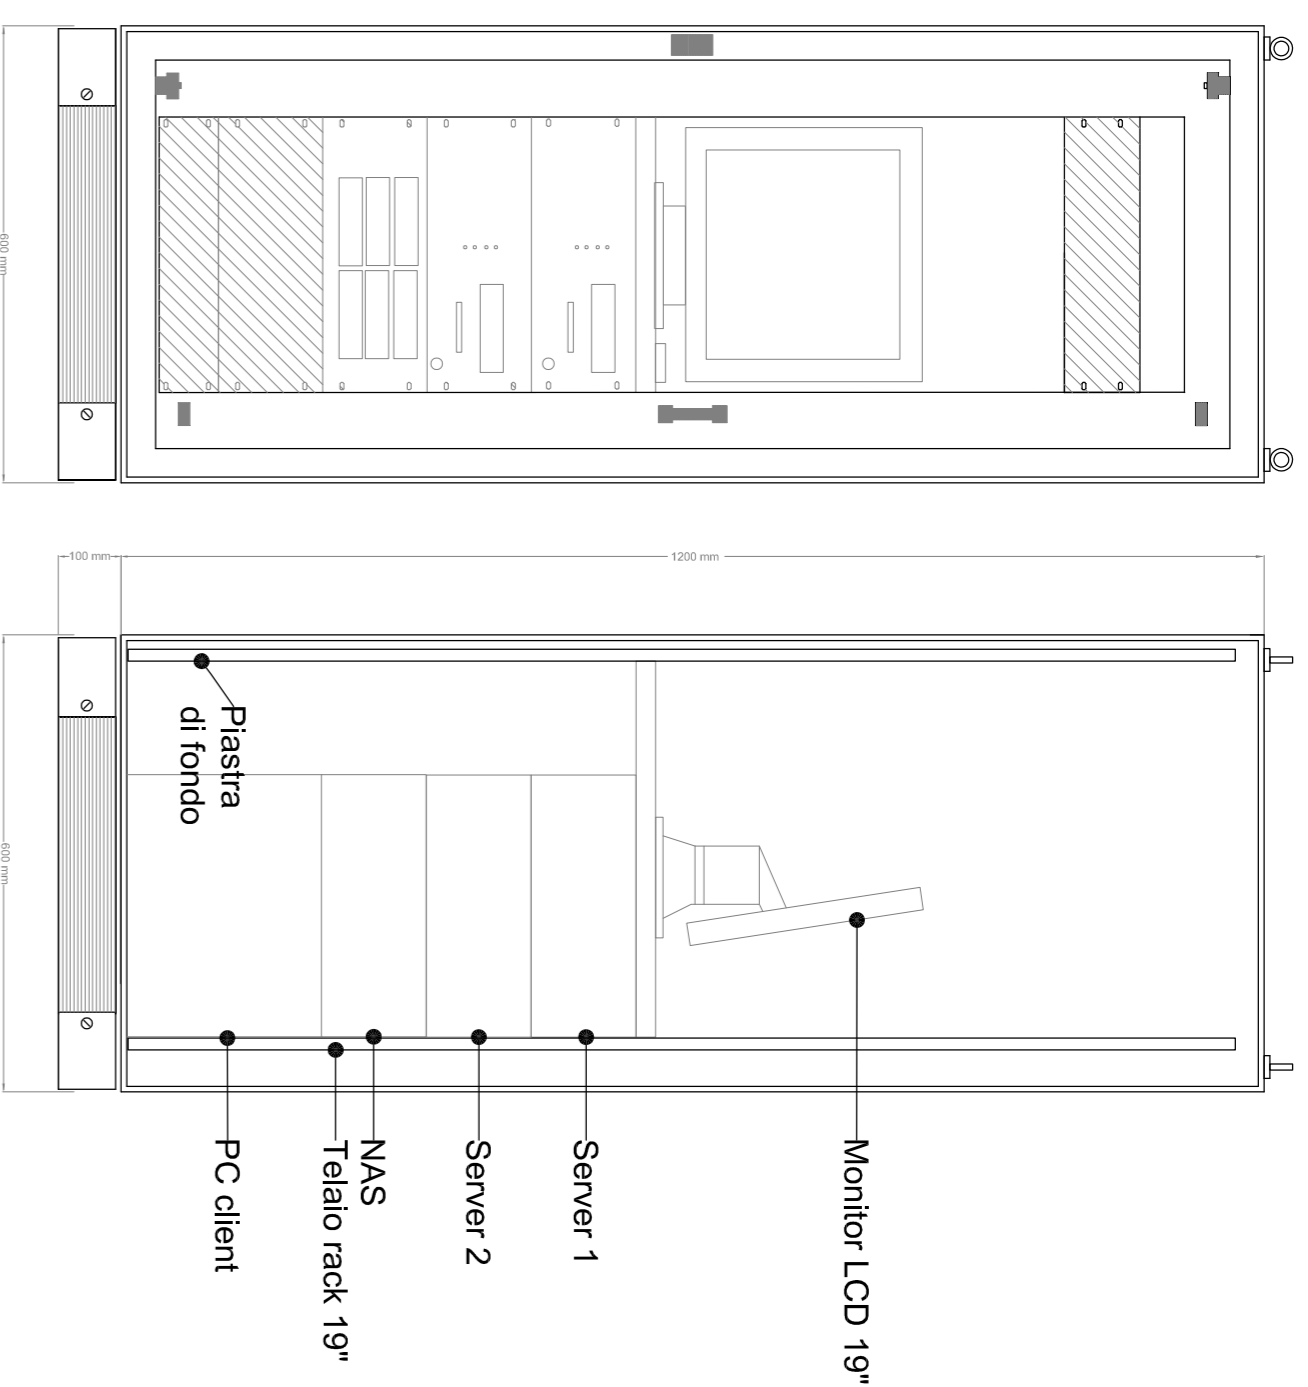 600 mm
100 mm
1200 mm
600 mm
Piastra
di fondo
Monitor LCD 19"
Server 1
Server 2
NAS
Telaio rack 19"
PC client